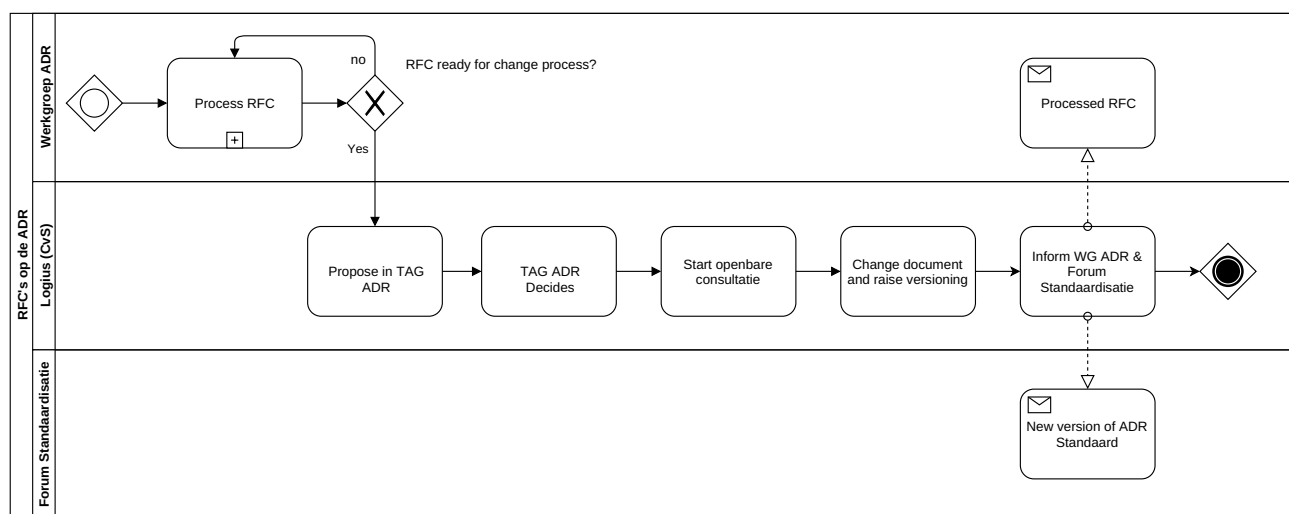 RFC's op de ADR
Werkgroep ADR
Process RFC
no
RFC ready for change process?
Yes
Processed RFC
Logius (CvS)
Propose in TAG
ADR
TAG ADR
Decides
Start openbare
consultatie
Change document
and raise versioning
Inform WG ADR &
Forum
Standaardisatie
Forum Standaardisatie
New version of ADR
Standaard